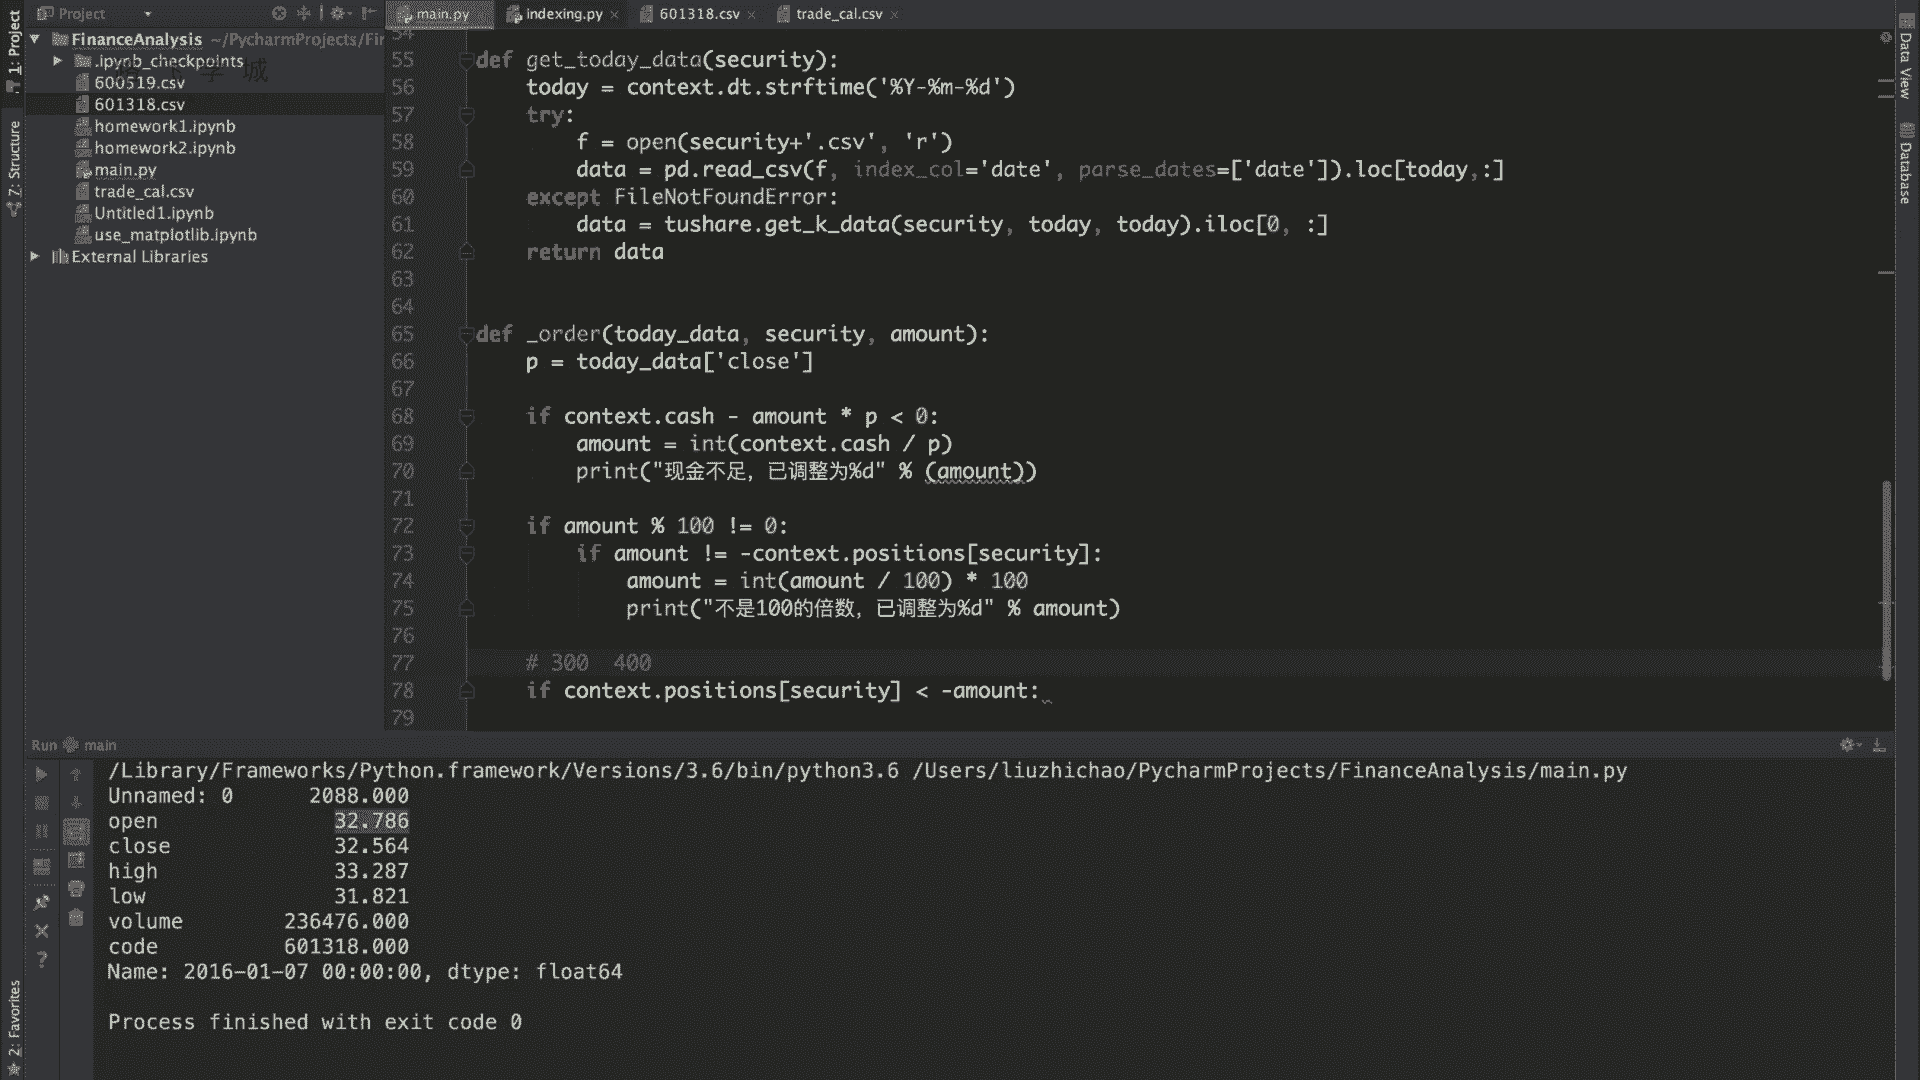 Project
main.py
indexing.py
601318.csv
trade_cal.csv
1: Project
FinanceAnalysis ~/PycharmProjects/Fir
.ipynb_checkpoints
学城
600519.csv
601318.csv
homework1.ipynb
homework2.ipynb
main.py
trade_cal.csv
Untitled1.ipynb
use_matplotlib.ipynb
External Libraries
7: Structure
Data View
Database
54
55 def get_today_data(security):
56 today = context.dt.strftime('%Y-%m-%d')
57 try:
58 f = open(security+'.csv', 'r')
59 data = pd.read_csv(f, index_col='date', parse_dates=['date']).loc[today,:]
60 except FileNotFoundError:
61 data = tushare.get_k_data(security, today, today).iloc[0, :]
62 return data
63
64
65 def _order(today_data, security, amount):
66 p = today_data['close']
67
68 if context.cash - amount * p < 0:
69 amount = int(context.cash / p)
70 print("现金不足，已调整为%d" % (amount))
71
72 if amount % 100 != 0:
73 if amount != -context.positions[security]:
74 amount = int(amount / 100) * 100
75 print("不是100的倍数，已调整为%d" % amount)
76
77 # 300  400
78 if context.positions[security] < -amount:
79
Run main
/Library/Frameworks/Python.framework/Versions/3.6/bin/python3.6 /Users/liuzhichao/PycharmProjects/FinanceAnalysis/main.py
Unnamed: 0 2088.000
open 32.786
close 32.564
high 33.287
low 31.821
volume 236476.000
code 601318.000
Name: 2016-01-07 00:00:00, dtype: float64
Process finished with exit code 0
2: Favorites